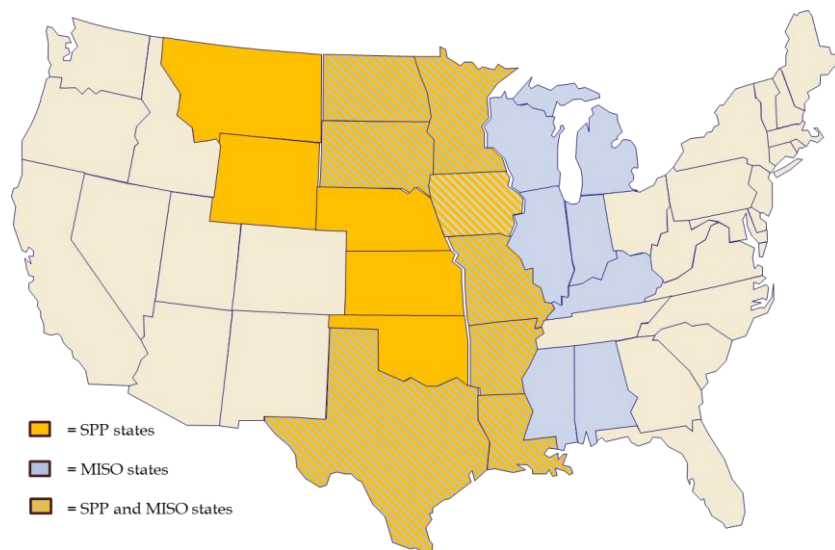 = SPP states
= MISO states
= SPP and MISO states